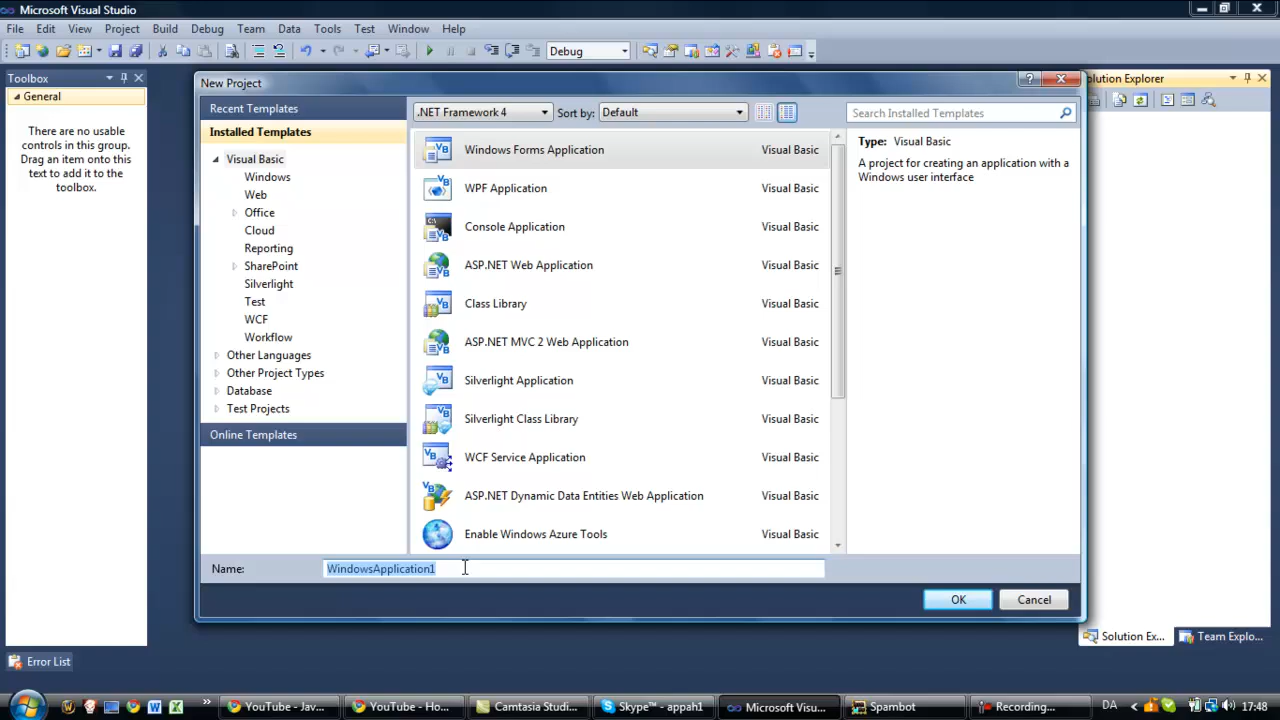 Microsoft Visual Studio
File Edit View Project Build Debug Team Data Tools Test Window Help
Debug
Toolbox
General
There are no usable
controls in this group.
Drag an item onto this
text to add it to the
toolbox.
New Project
Recent Templates
Installed Templates
Visual Basic
Windows
Web
Office
Cloud
Reporting
SharePoint
Silverlight
Test
WCF
Workflow
Other Languages
Other Project Types
Database
Test Projects
Online Templates
.NET Framework 4 Sort by: Default
Windows Forms Application Visual Basic
WPF Application Visual Basic
Console Application Visual Basic
ASP.NET Web Application Visual Basic
Class Library Visual Basic
ASP.NET MVC 2 Web Application Visual Basic
Silverlight Application Visual Basic
Silverlight Class Library Visual Basic
WCF Service Application Visual Basic
ASP.NET Dynamic Data Entities Web Application Visual Basic
Enable Windows Azure Tools Visual Basic
Search Installed Templates
Type: Visual Basic
A project for creating an application with a
Windows user interface
Name: WindowsApplication1
OK Cancel
olution Explorer
Solution Ex... Team Explo...
Error List
YouTube - Jav... YouTube - Ho... Camtasia Studi... Skype™ - appah1 Microsoft Visu... Spambot Recording... DA 17:48